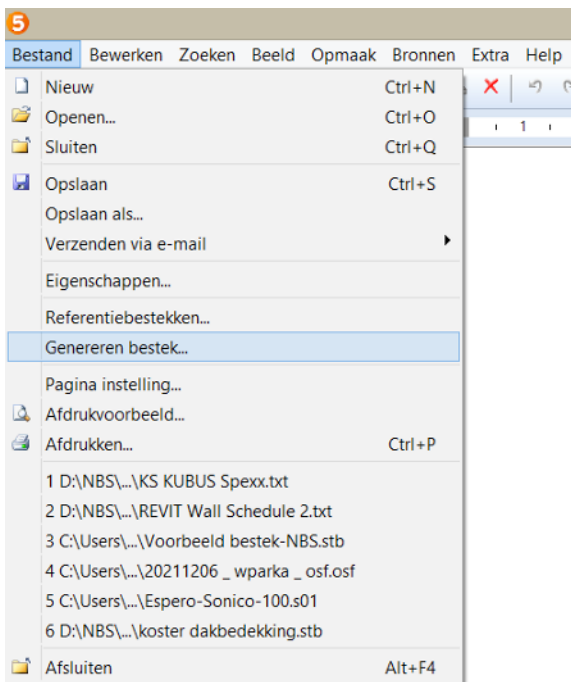 5
Bestand Bewerken Zoeken Beeld Opmaak Bronnen Extra Help
Nieuw Ctrl+N
Openen... Ctrl+O
1
Sluiten Ctrl+Q
Opslaan Ctrl+S
Opslaan als...
Verzenden via e-mail
Eigenschappen...
Referentiebestekken...
Genereren bestek...
Pagina instelling...
Afdrukvoorbeeld...
Afdrukken... Ctrl+P
1 D:\NBS\...\KS KUBUS Spexx.txt
2 D:\NBS\...\REVIT Wall Schedule 2.txt
3 C:\Users\...\Voorbeeld bestek-NBS.stb
4 C:\Users\...\20211206 _ wparka _ osf.osf
5 C:\Users\...\Espero-Sonico-100.s01
6 D:\NBS\...\koster dakbedekking.stb
Afsluiten Alt+F4